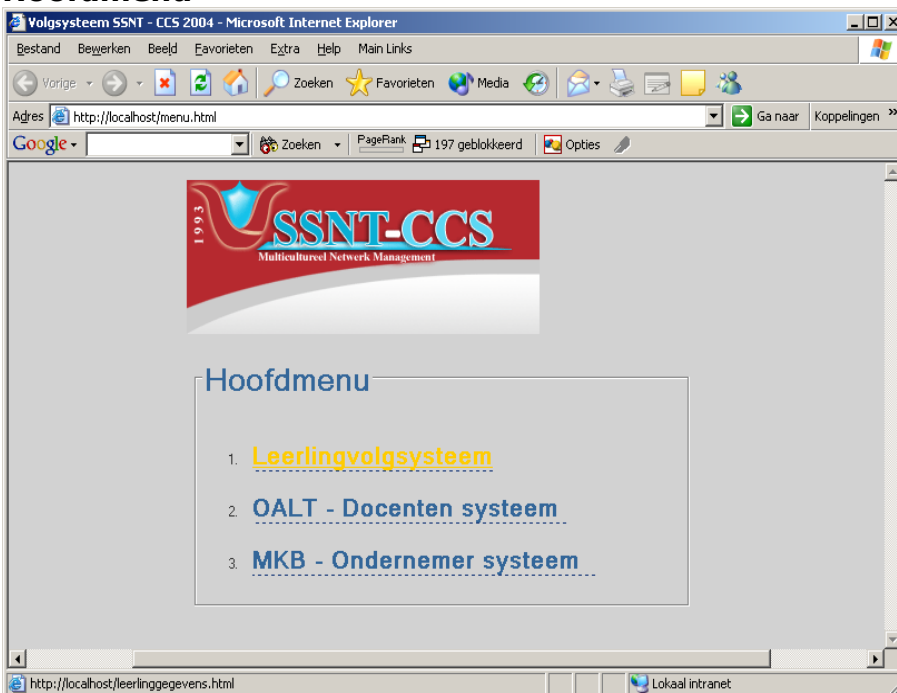 Hoofdmenu
Volgsysteem SSNT - CCS 2004 - Microsoft Internet Explorer
Bestand Bewerken Beeld Favorieten Extra Help Main Links
Vorige Zoeken Favorieten Media
Adres http://localhost/menu.html Ga naar Koppelingen »
Google Zoeken PageRank 197 geblokkeerd Opties
1993
SSNT-CCS
Multicultureel Netwerk Management
Hoofdmenu
1. Leerlingvolgsysteem
2. OALT - Docenten systeem
3. MKB - Ondernemer systeem
http://localhost/leerlinggegevens.html Lokaal intranet